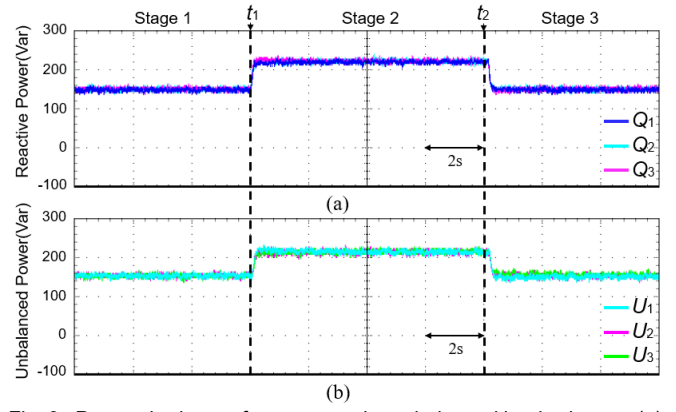 Stage 1 t1 Stage 2 t2 Stage 3
Reactive Power(Var)
300
200
100
0
-100
2s
Q1
Q2
Q3
(a)
Unbalanced Power(Var)
300
200
100
0
-100
2s
U1
U2
U3
(b)